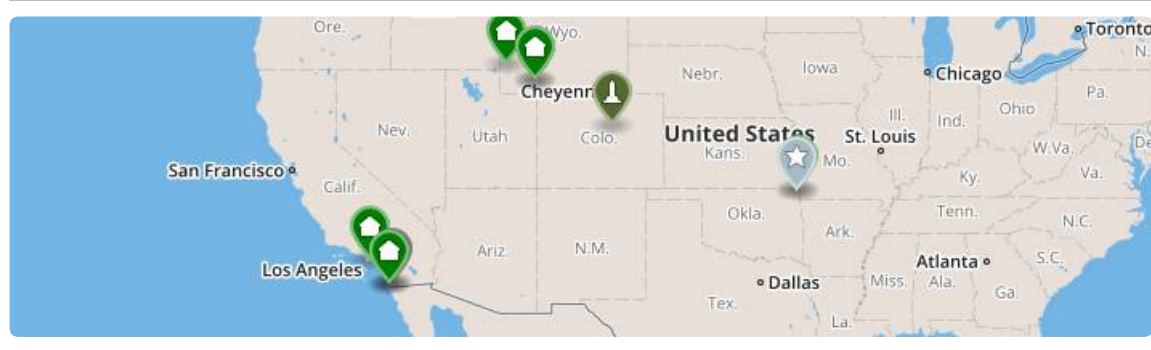 Ore.
Wyo.
Toronto
N.
Nebr.
Iowa
Chicago
Cheyenn
Pa.
Ill.
Ind.
Ohio
Nev.
Utah
Colo.
United States
St. Louis
W.Va.
De
Kans.
Mo.
San Francisco
Calif.
Ky.
Va.
Okla.
Tenn.
N.C.
Ark.
Ariz.
N.M.
Los Angeles
Atlanta
S.C.
Dallas
Miss.
Ala.
Ga.
Tex.
La.